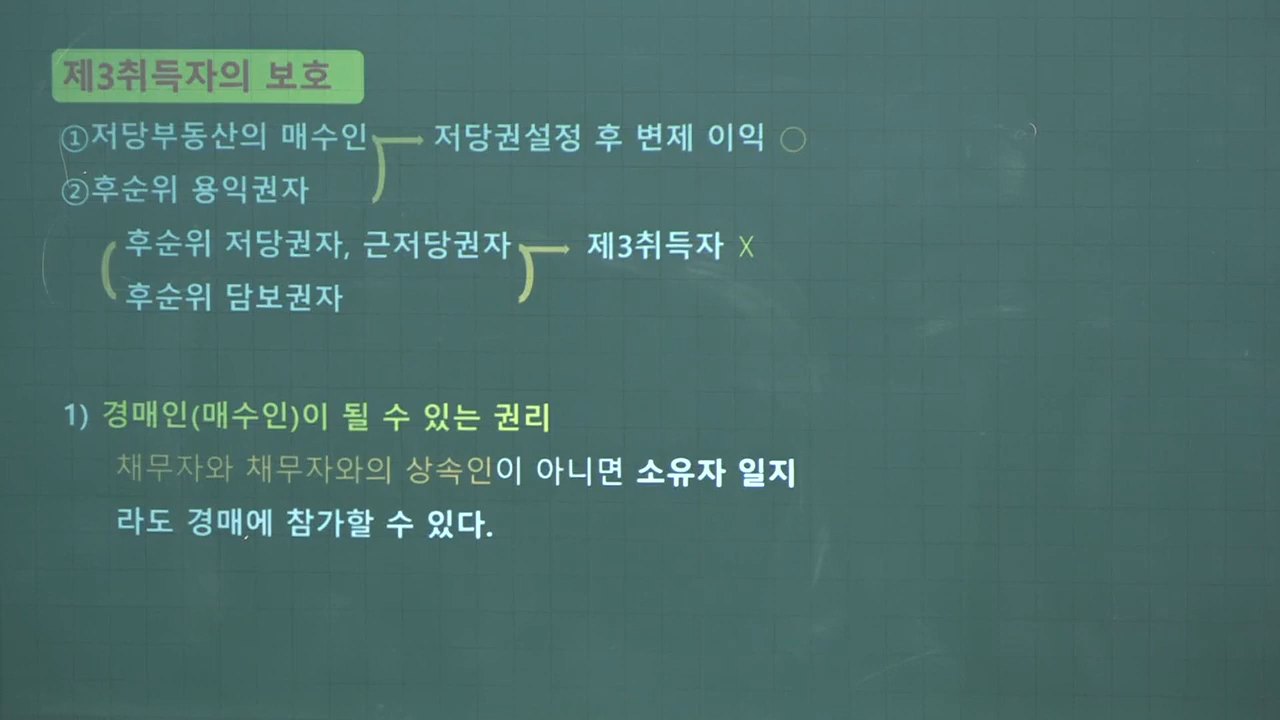 제3취득자의 보호
①저당부동산의 매수인 → 저당권설정 후 변제 이익 ○
②후순위 용익권자
후순위 저당권자, 근저당권자 → 제3취득자 X
후순위 담보권자
1) 경매인(매수인)이 될 수 있는 권리
채무자와 채무자와의 상속인이 아니면 소유자 일지
라도 경매에 참가할 수 있다.